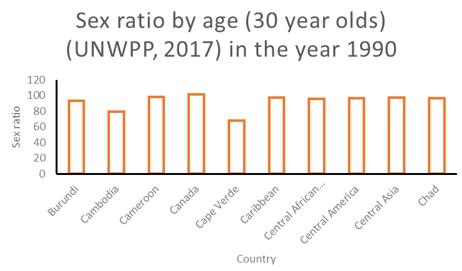 Sex ratio by age (30 year olds)
(UNWPP, 2017) in the year 1990
120
100
80
60
40
20
0
Sex ratio
Burundi
Cambodia
Cameroon
Canada
Cape Verde
Caribbean
Central African...
Central America
Central Asia
Chad
Country